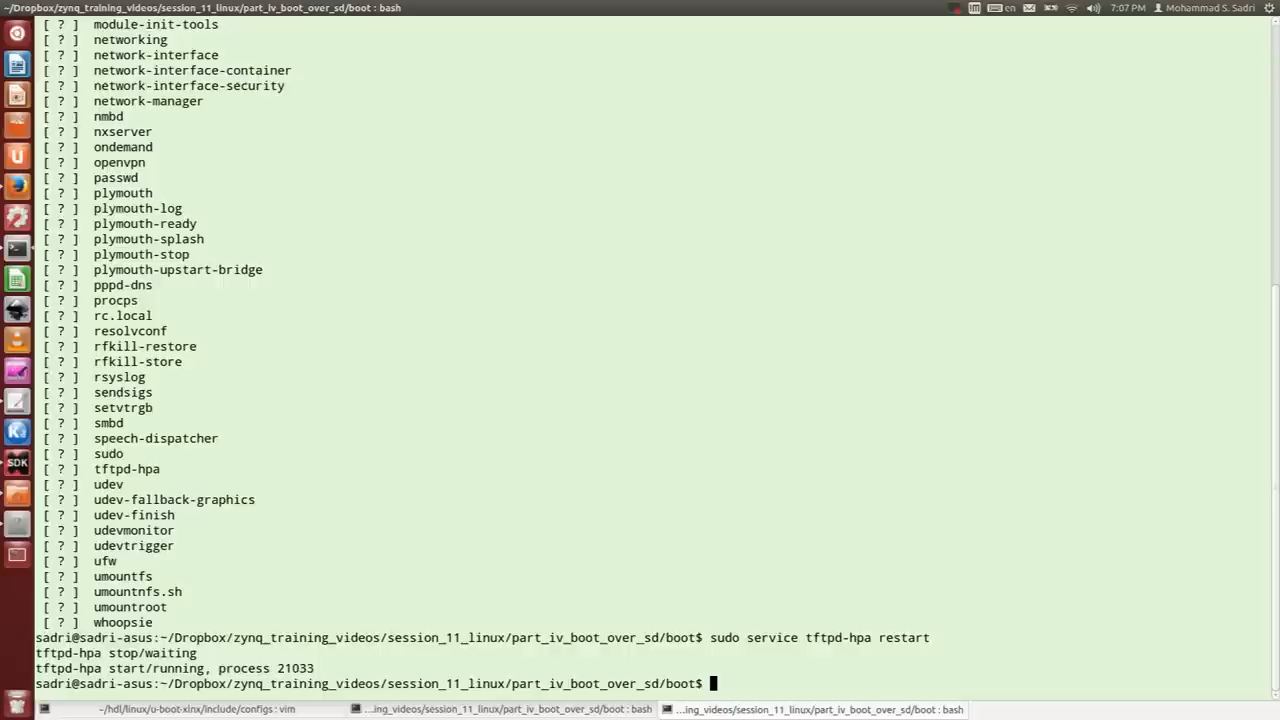 ~/Dropbox/zynq_training_videos/session_11_linux/part_iv_boot_over_sd/boot : bash
en
7:07 PM
Mohammad S. Sadri
[ ? ]  module-init-tools
[ ? ]  networking
[ ? ]  network-interface
[ ? ]  network-interface-container
[ ? ]  network-interface-security
[ ? ]  network-manager
[ ? ]  nmbd
[ ? ]  nxserver
[ ? ]  ondemand
[ ? ]  openvpn
[ ? ]  passwd
[ ? ]  plymouth
[ ? ]  plymouth-log
[ ? ]  plymouth-ready
[ ? ]  plymouth-splash
[ ? ]  plymouth-stop
[ ? ]  plymouth-upstart-bridge
[ ? ]  pppd-dns
[ ? ]  procps
[ ? ]  rc.local
[ ? ]  resolvconf
[ ? ]  rfkill-restore
[ ? ]  rfkill-store
[ ? ]  rsyslog
[ ? ]  sendsigs
[ ? ]  setvtrgb
[ ? ]  smbd
[ ? ]  speech-dispatcher
[ ? ]  sudo
[ ? ]  tftpd-hpa
[ ? ]  udev
[ ? ]  udev-fallback-graphics
[ ? ]  udev-finish
[ ? ]  udevmonitor
[ ? ]  udevtrigger
[ ? ]  ufw
[ ? ]  umountfs
[ ? ]  umountnfs.sh
[ ? ]  umountroot
[ ? ]  whoopsie
sadri@sadri-asus:~/Dropbox/zynq_training_videos/session_11_linux/part_iv_boot_over_sd/boot$ sudo service tftpd-hpa restart
tftpd-hpa stop/waiting
tftpd-hpa start/running, process 21033
sadri@sadri-asus:~/Dropbox/zynq_training_videos/session_11_linux/part_iv_boot_over_sd/boot$
SDK
~/hdl/linux/u-boot-xlnx/include/configs : vim
...ing_videos/session_11_linux/part_iv_boot_over_sd/boot : bash
...ing_videos/session_11_linux/part_iv_boot_over_sd/boot : bash